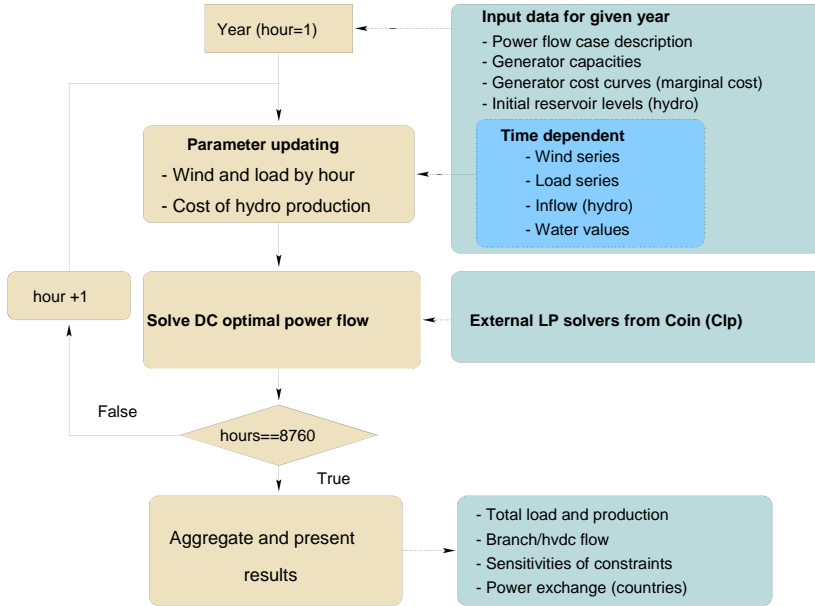 Year (hour=1)
Input data for given year
- Power flow case description
- Generator capacities
- Generator cost curves (marginal cost)
- Initial reservoir levels (hydro)
Time dependent
- Wind series
- Load series
- Inflow (hydro)
- Water values
Parameter updating
- Wind and load by hour
- Cost of hydro production
hour +1
Solve DC optimal power flow
External LP solvers from Coin (Clp)
False
hours==8760
True
Aggregate and present
results
- Total load and production
- Branch/hvdc flow
- Sensitivities of constraints
- Power exchange (countries)